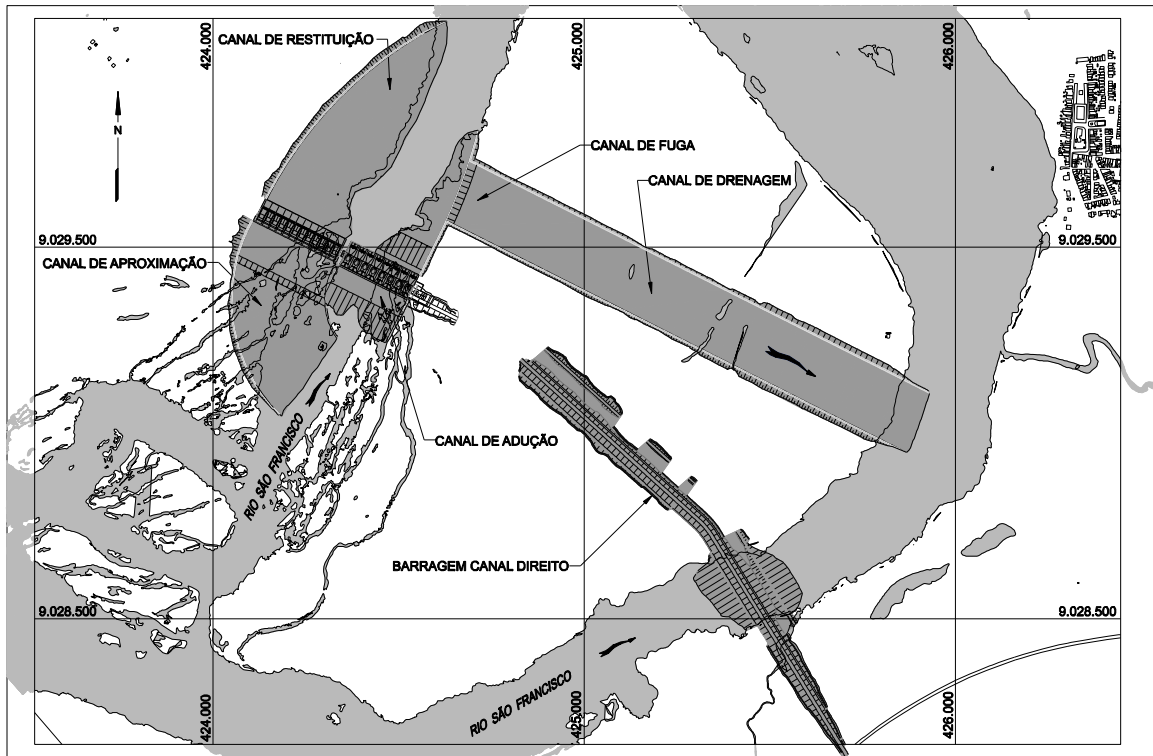 424.000
425.000
426.000
CANAL DE RESTITUIÇÃO
N
CANAL DE FUGA
CANAL DE DRENAGEM
9.029.500
9.029.500
CANAL DE APROXIMAÇÃO
CANAL DE ADUÇÃO
RIO SÃO FRANCISCO
BARRAGEM CANAL DIREITO
9.028.500
9.028.500
RIO SÃO FRANCISCO
424.000
425.000
426.000